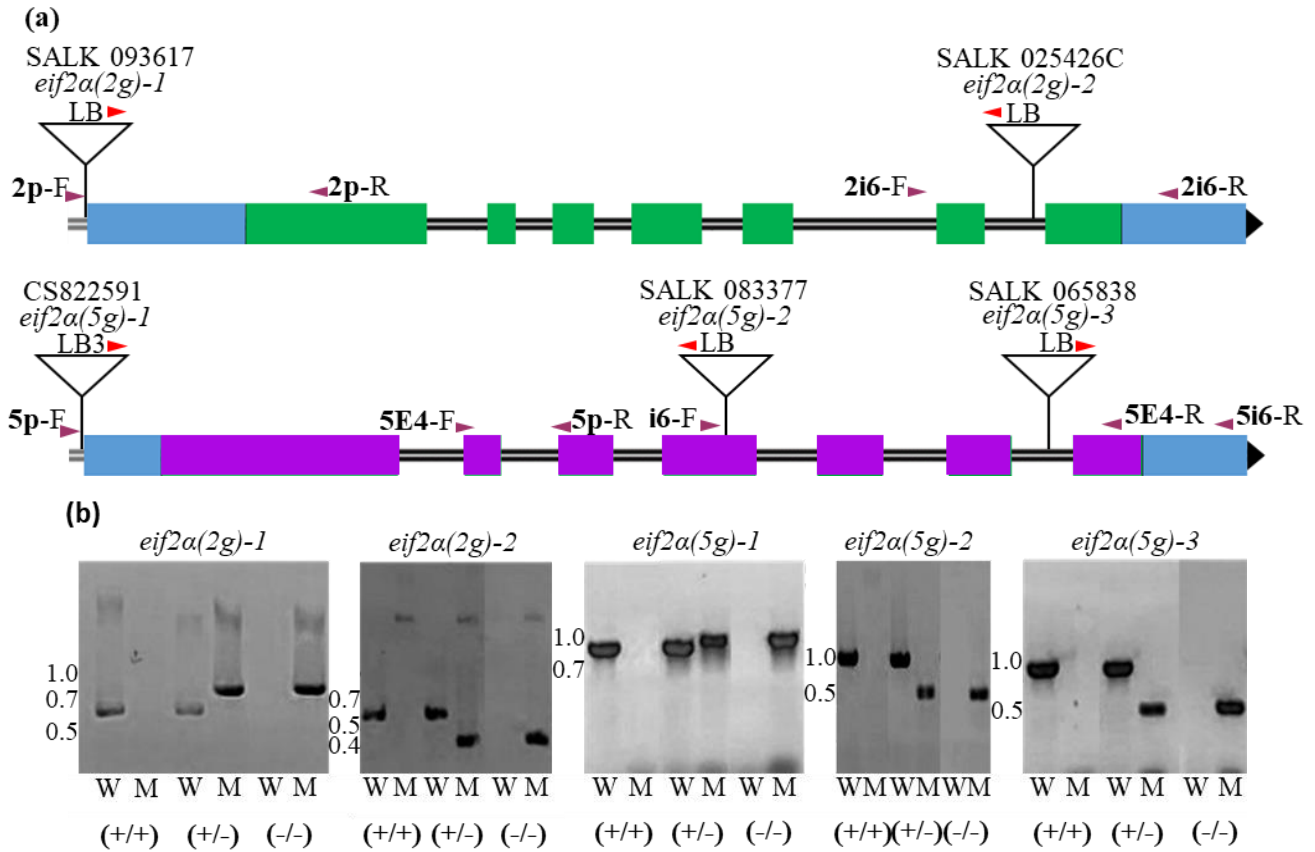 (a)
SALK 093617
eif2α(2g)-1
LB
SALK 025426C
eif2α(2g)-2
LB
2p-F
2p-R
2i6-F
2i6-R
CS822591
eif2α(5g)-1
LB3
SALK 083377
eif2α(5g)-2
LB
SALK 065838
eif2α(5g)-3
LB
5p-F
5E4-F
5p-R
i6-F
5E4-R
5i6-R
(b)
eif2α(2g)-1
eif2α(2g)-2
eif2α(5g)-1
eif2α(5g)-2
eif2α(5g)-3
1.0
0.7
0.5
0.7
0.5
0.4
1.0
0.7
1.0
0.5
1.0
0.5
W M W M W M
W M W M W M
W M W M W M
WM WM WM
W M W M W M
(+/+) (+/-) (-/-)
(+/+) (+/-) (-/-)
(+/+) (+/-) (-/-)
(+/+) (+/-) (-/-)
(+/+) (+/-) (-/-)